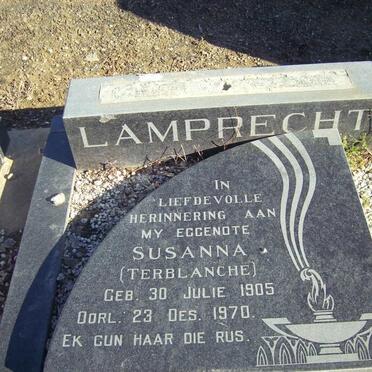 LAMPRECHT
IN
LIEFDEVOLLE
HERINNERING AAN
MY EGGENOTE
SUSANNA
(TERBLANCHE)
GEB. 30 JULIE 1905
OORL. 23 DES. 1970.
EK GUN HAAR DIE RUS.